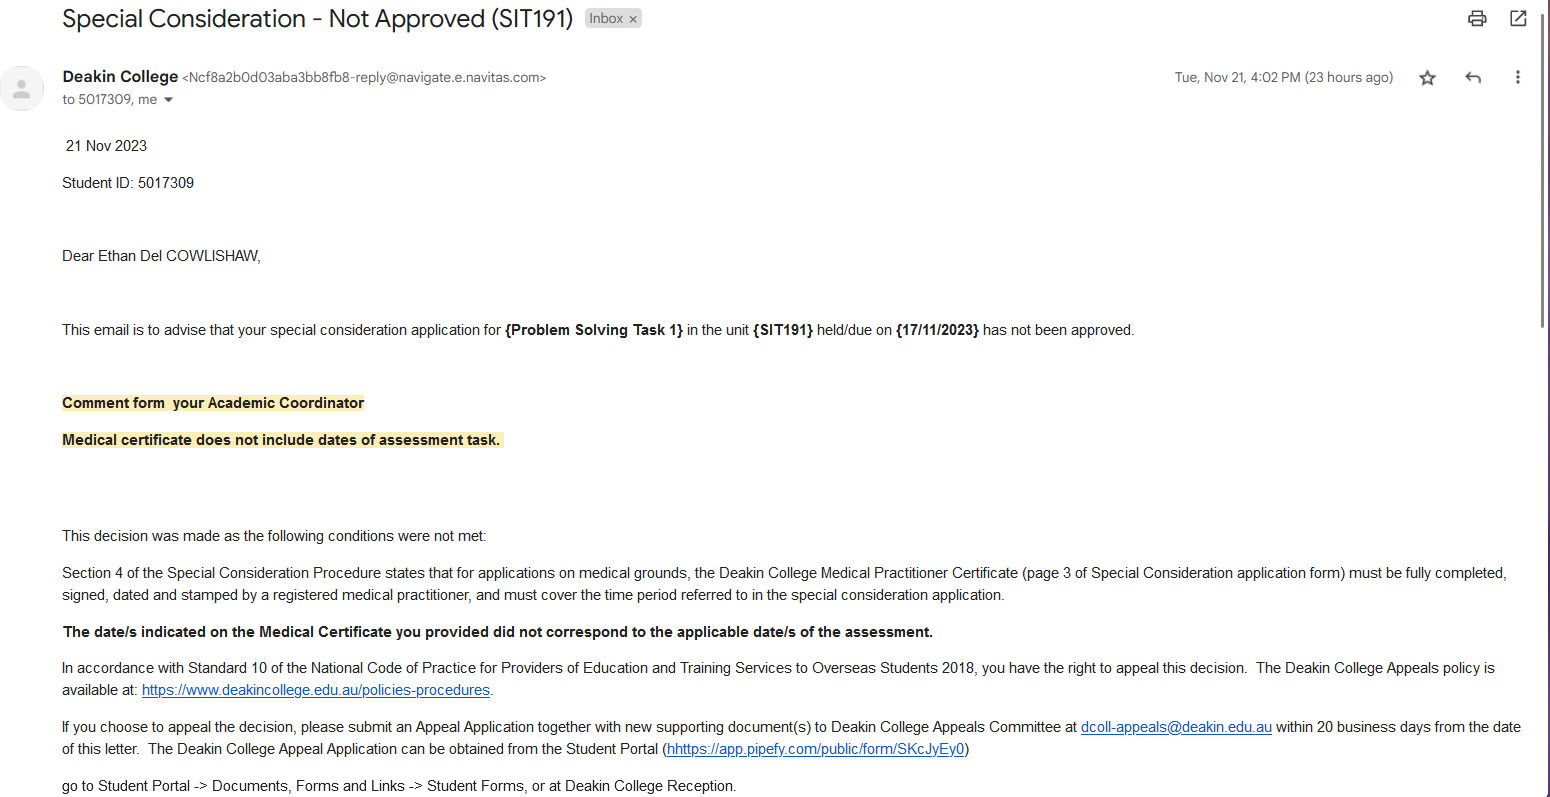 Special Consideration - Not Approved (SIT191) Inbox ×
Deakin College <Ncf8a2b0d03aba3bb8fb8-reply@navigate.e.navitas.com> Tue, Nov 21, 4:02 PM (23 hours ago)
to 5017309, me
21 Nov 2023
Student ID: 5017309
Dear Ethan Del COWLISHAW,
This email is to advise that your special consideration application for {Problem Solving Task 1} in the unit {SIT191} held/due on {17/11/2023} has not been approved.
Comment form  your Academic Coordinator
Medical certificate does not include dates of assessment task.
This decision was made as the following conditions were not met:
Section 4 of the Special Consideration Procedure states that for applications on medical grounds, the Deakin College Medical Practitioner Certificate (page 3 of Special Consideration application form) must be fully completed,
signed, dated and stamped by a registered medical practitioner, and must cover the time period referred to in the special consideration application.
The date/s indicated on the Medical Certificate you provided did not correspond to the applicable date/s of the assessment.
In accordance with Standard 10 of the National Code of Practice for Providers of Education and Training Services to Overseas Students 2018, you have the right to appeal this decision.  The Deakin College Appeals policy is
available at: https://www.deakincollege.edu.au/policies-procedures.
If you choose to appeal the decision, please submit an Appeal Application together with new supporting document(s) to Deakin College Appeals Committee at dcoll-appeals@deakin.edu.au within 20 business days from the date
of this letter.  The Deakin College Appeal Application can be obtained from the Student Portal (hhttps://app.pipefy.com/public/form/SKcJyEy0)
go to Student Portal -> Documents, Forms and Links -> Student Forms, or at Deakin College Reception.